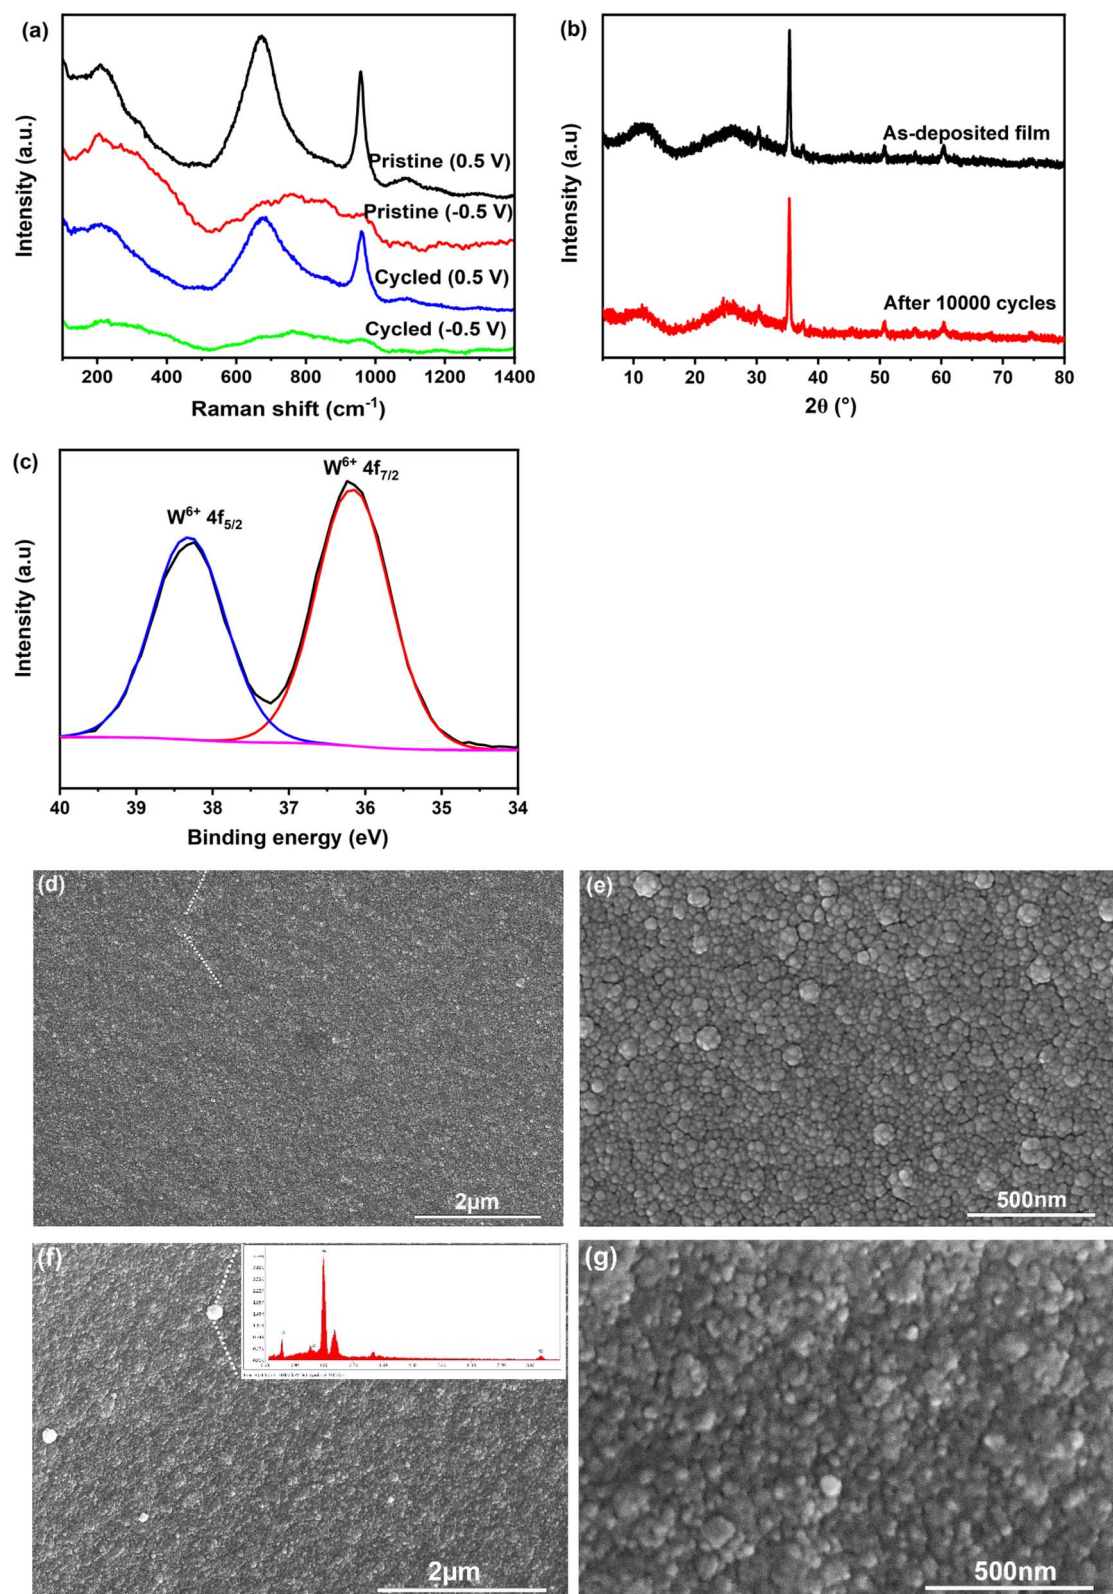 (a)
Intensity (a.u.)
Pristine (0.5 V)
Pristine (-0.5 V)
Cycled (0.5 V)
Cycled (-0.5 V)
200 400 600 800 1000 1200 1400
Raman shift (cm⁻¹)
(b)
Intensity (a.u)
As-deposited film
After 10000 cycles
10 20 30 40 50 60 70 80
2θ (°)
(c)
Intensity (a.u)
W⁶⁺ 4f₅/₂
W⁶⁺ 4f₇/₂
40 39 38 37 36 35 34
Binding energy (eV)
(d)
2µm
(e)
500nm
(f)
2µm
(g)
500nm